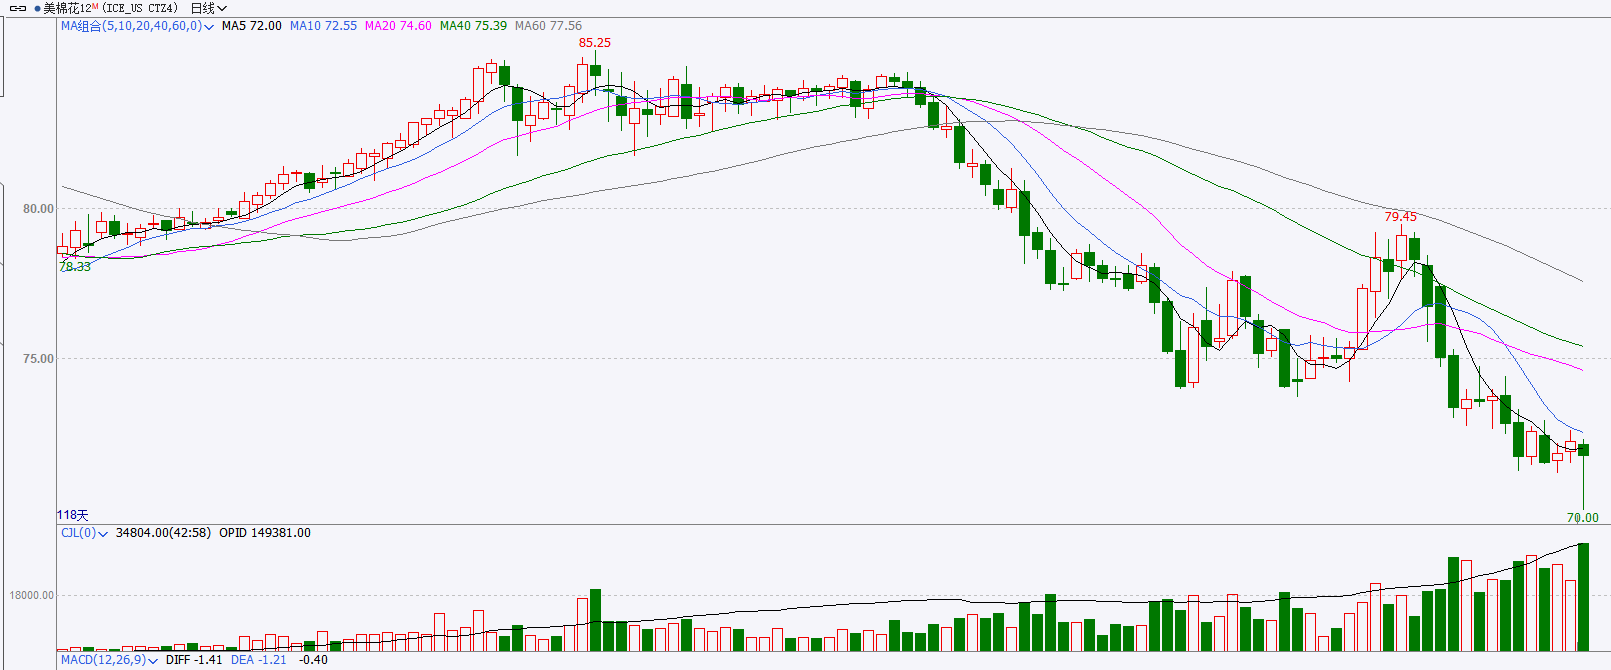 美棉花12M (ICE_US CTZ4) 日线
MA组合(5,10,20,40,60,0) MA5 72.00 MA10 72.55 MA20 74.60 MA40 75.39 MA60 77.56
85.25
80.00
79.45
78.33
75.00
118天
70.00
CJL(0) 34804.00(42:58) OPID 149381.00
18000.00
MACD(12,26,9) DIFF -1.41 DEA -1.21 -0.40